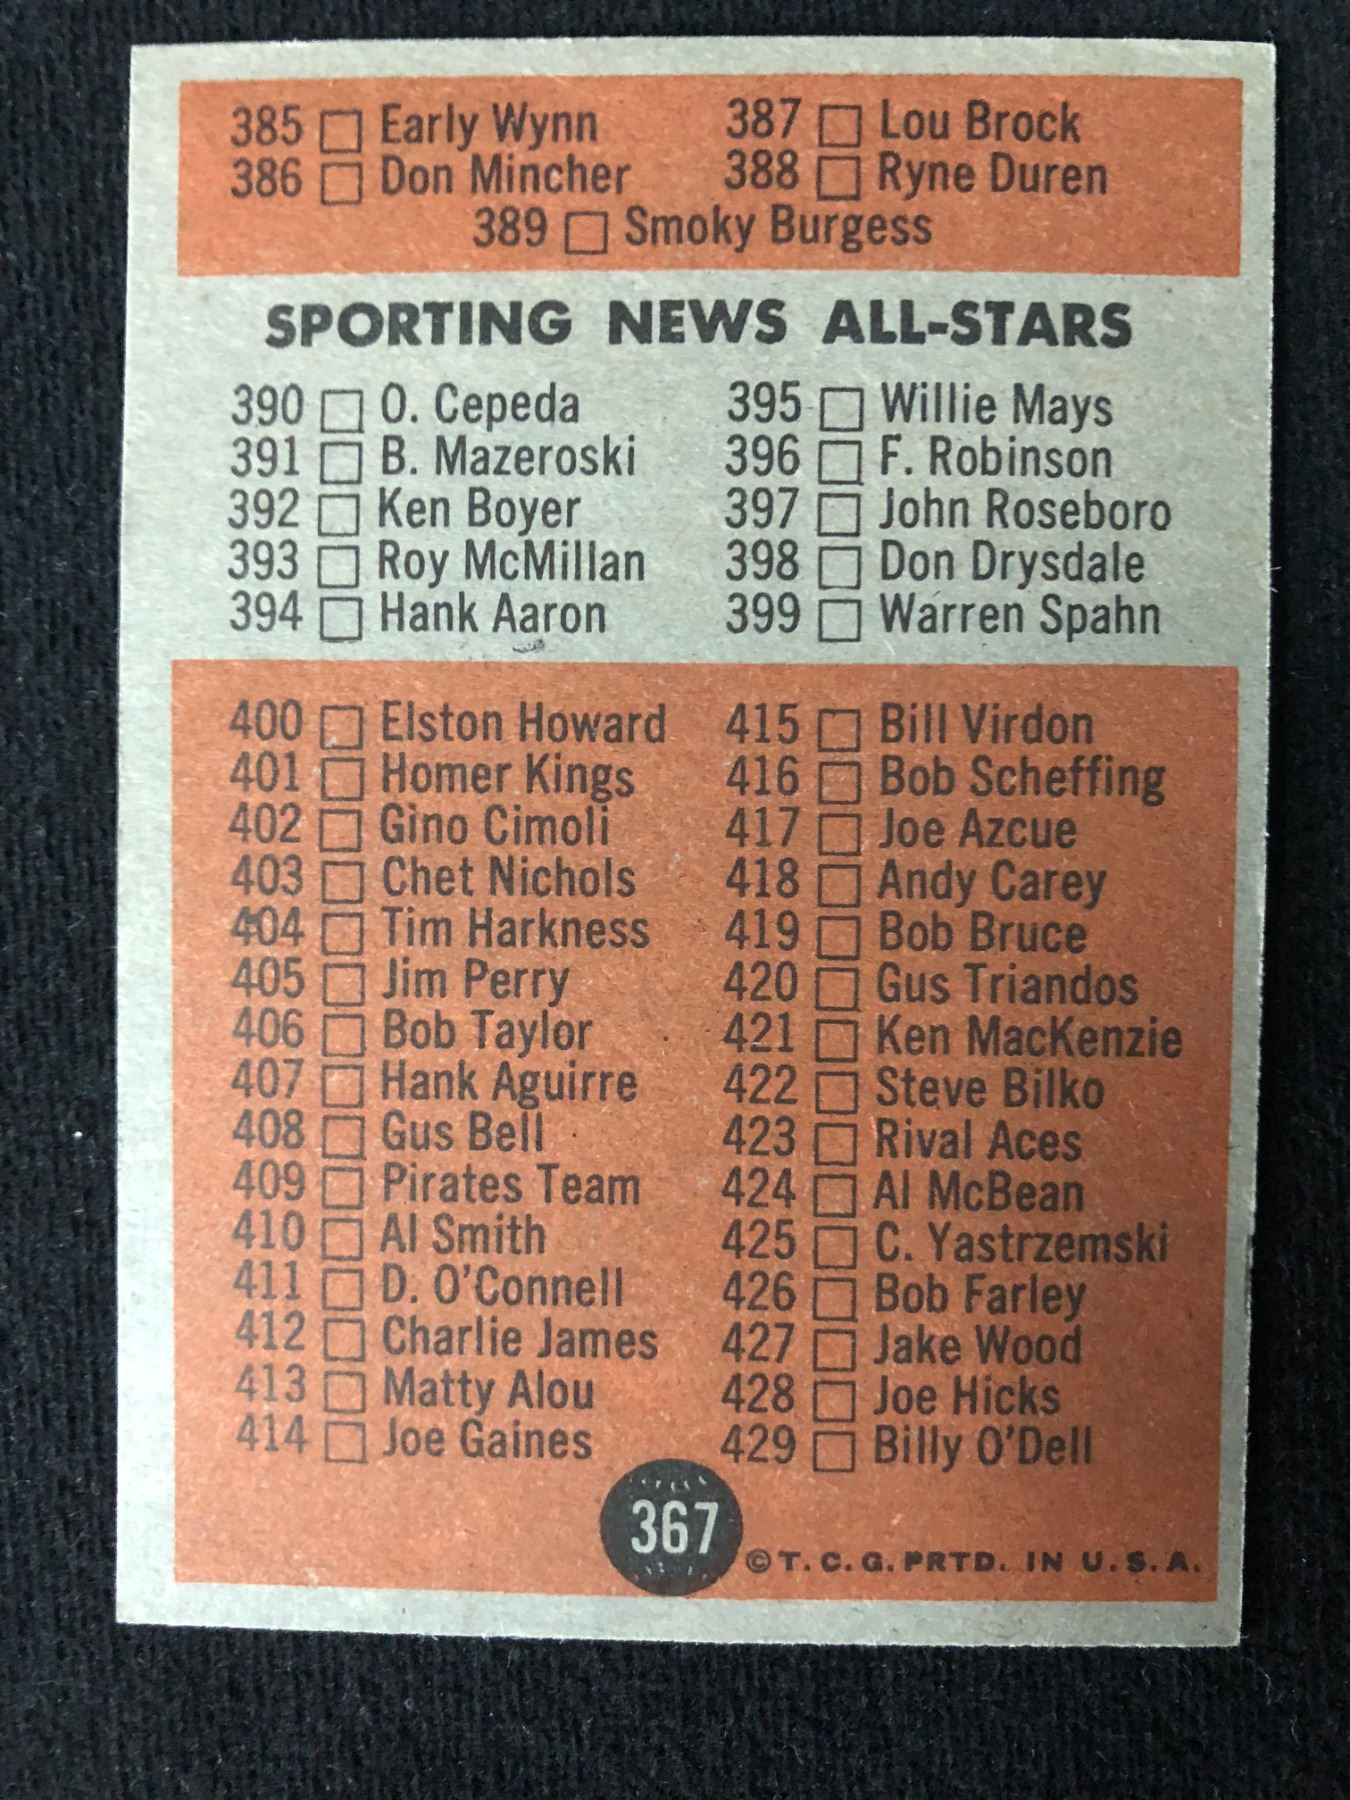 385 Early Wynn 387 Lou Brock
386 Don Mincher 388 Ryne Duren
389 Smoky Burgess
SPORTING NEWS ALL-STARS
390 O. Cepeda
391 B. Mazeroski
392 Ken Boyer
393 Roy McMillan
394 Hank Aaron
395 Willie Mays
396 F. Robinson
397 John Roseboro
398 Don Drysdale
399 Warren Spahn
400 Elston Howard
401 Homer Kings
402 Gino Cimoli
403 Chet Nichols
404 Tim Harkness
405 Jim Perry
406 Bob Taylor
407 Hank Aguirre
408 Gus Bell
409 Pirates Team
410 Al Smith
411 D. O'Connell
412 Charlie James
413 Matty Alou
414 Joe Gaines
415 Bill Virdon
416 Bob Scheffing
417 Joe Azcue
418 Andy Carey
419 Bob Bruce
420 Gus Triandos
421 Ken MacKenzie
422 Steve Bilko
423 Rival Aces
424 Al McBean
425 C. Yastrzemski
426 Bob Farley
427 Jake Wood
428 Joe Hicks
429 Billy O'Dell
367
© T. C. G. PRTD. IN U. S. A.